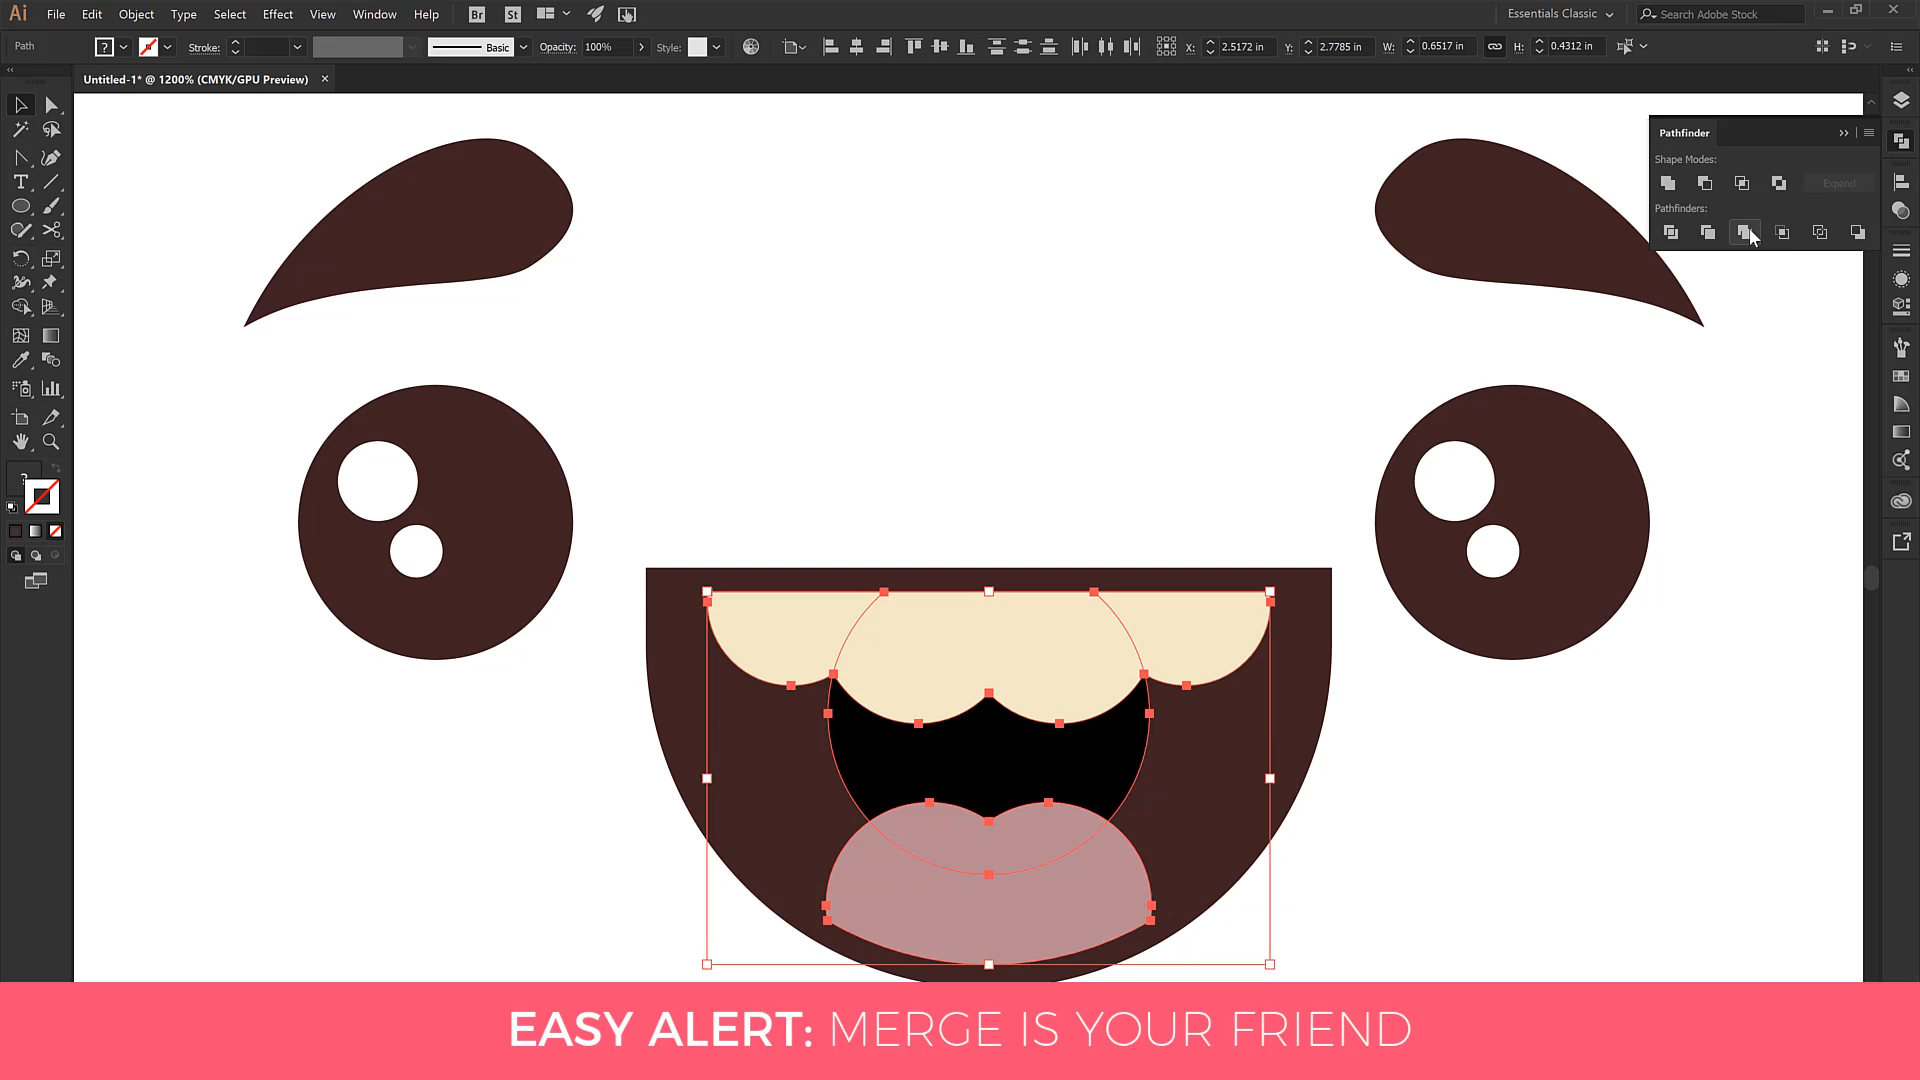 Ai File Edit Object Type Select Effect View Window Help Br St Essentials Classic Search Adobe Stock
Path ? Stroke: Basic Opacity: 100% Style: X: 2.5172 in Y: 2.7785 in W: 0.6517 in H: 0.4312 in
Untitled-1* @ 1200% (CMYK/GPU Preview) ×
Pathfinder
Shape Modes:
Expand
Pathfinders:
?
EASY ALERT: MERGE IS YOUR FRIEND